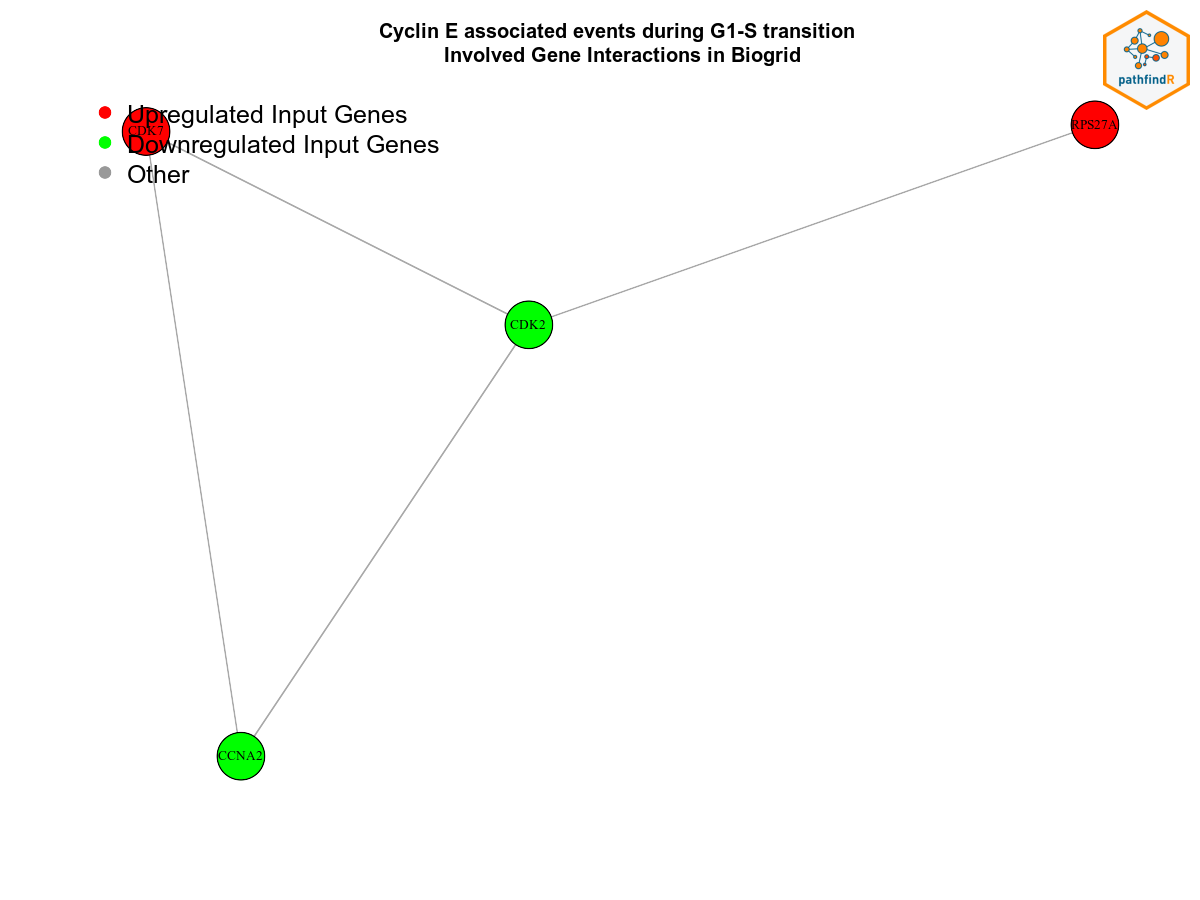 Cyclin E associated events during G1-S transition
Involved Gene Interactions in Biogrid
pathfindR
Upregulated Input Genes
CDK7
Downregulated Input Genes
Other
RPS27A
CDK2
CCNA2